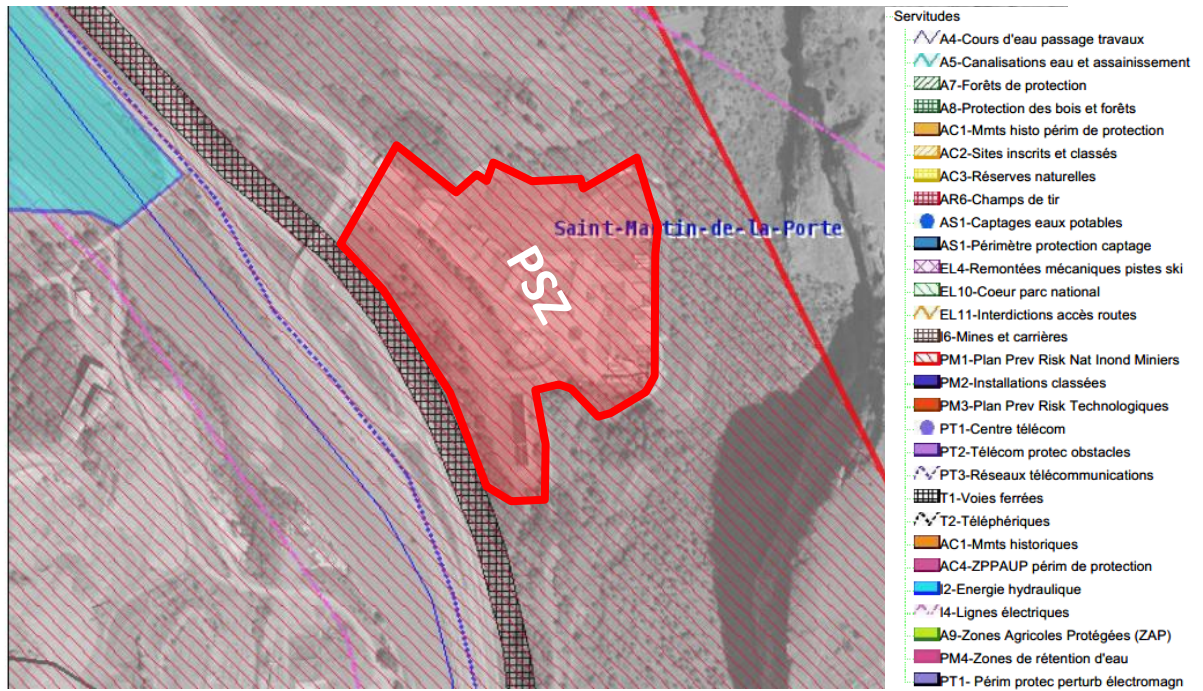 Saint-Martin-de-la-Porte
PSZ
Servitudes
A4-Cours d'eau passage travaux
A5-Canalisations eau et assainissement
A7-Forêts de protection
A8-Protection des bois et forêts
AC1-Mmts histo périm de protection
AC2-Sites inscrits et classés
AC3-Réserves naturelles
AR6-Champs de tir
AS1-Captages eaux potables
AS1-Périmètre protection captage
EL4-Remontées mécaniques pistes ski
EL10-Coeur parc national
EL11-Interdictions accès routes
I6-Mines et carrières
PM1-Plan Prev Risk Nat Inond Miniers
PM2-Installations classées
PM3-Plan Prev Risk Technologiques
PT1-Centre télécom
PT2-Télécom protec obstacles
PT3-Réseaux télécommunications
T1-Voies ferrées
T2-Téléphériques
AC1-Mmts historiques
AC4-ZPPAUP périm de protection
I2-Energie hydraulique
I4-Lignes électriques
A9-Zones Agricoles Protégées (ZAP)
PM4-Zones de rétention d'eau
PT1- Périm protec perturb électromagn